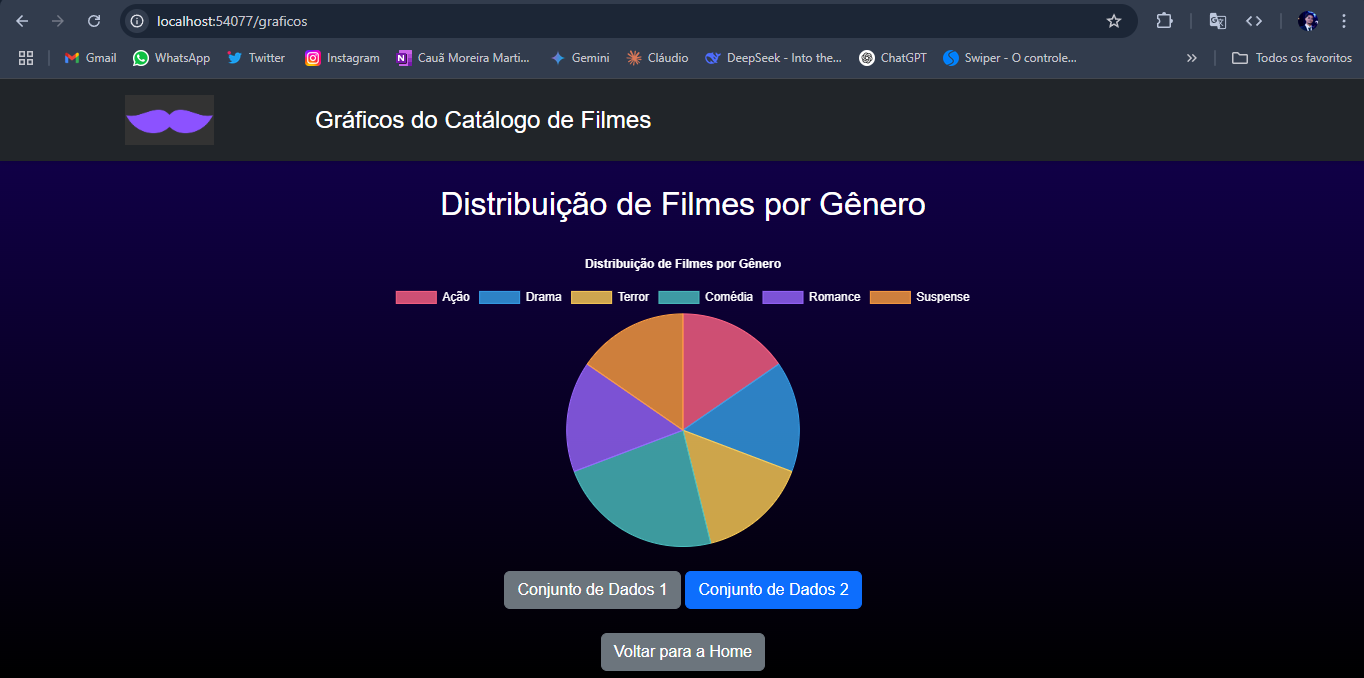 localhost:54077/graficos
Gmail WhatsApp Twitter Instagram Cauã Moreira Marti... Gemini Cláudio DeepSeek - Into the... ChatGPT Swiper - O controle... » Todos os favoritos
Gráficos do Catálogo de Filmes
Distribuição de Filmes por Gênero
Distribuição de Filmes por Gênero
Ação Drama Terror Comédia Romance Suspense
Conjunto de Dados 1 Conjunto de Dados 2
Voltar para a Home